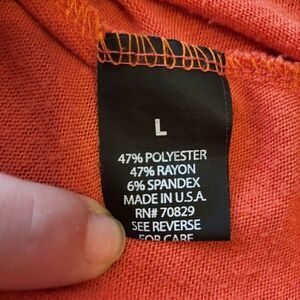 L
47% POLYESTER
47% RAYON
6% SPANDEX
MADE IN U.S.A.
RN# 70829
SEE REVERSE
FOR CARE